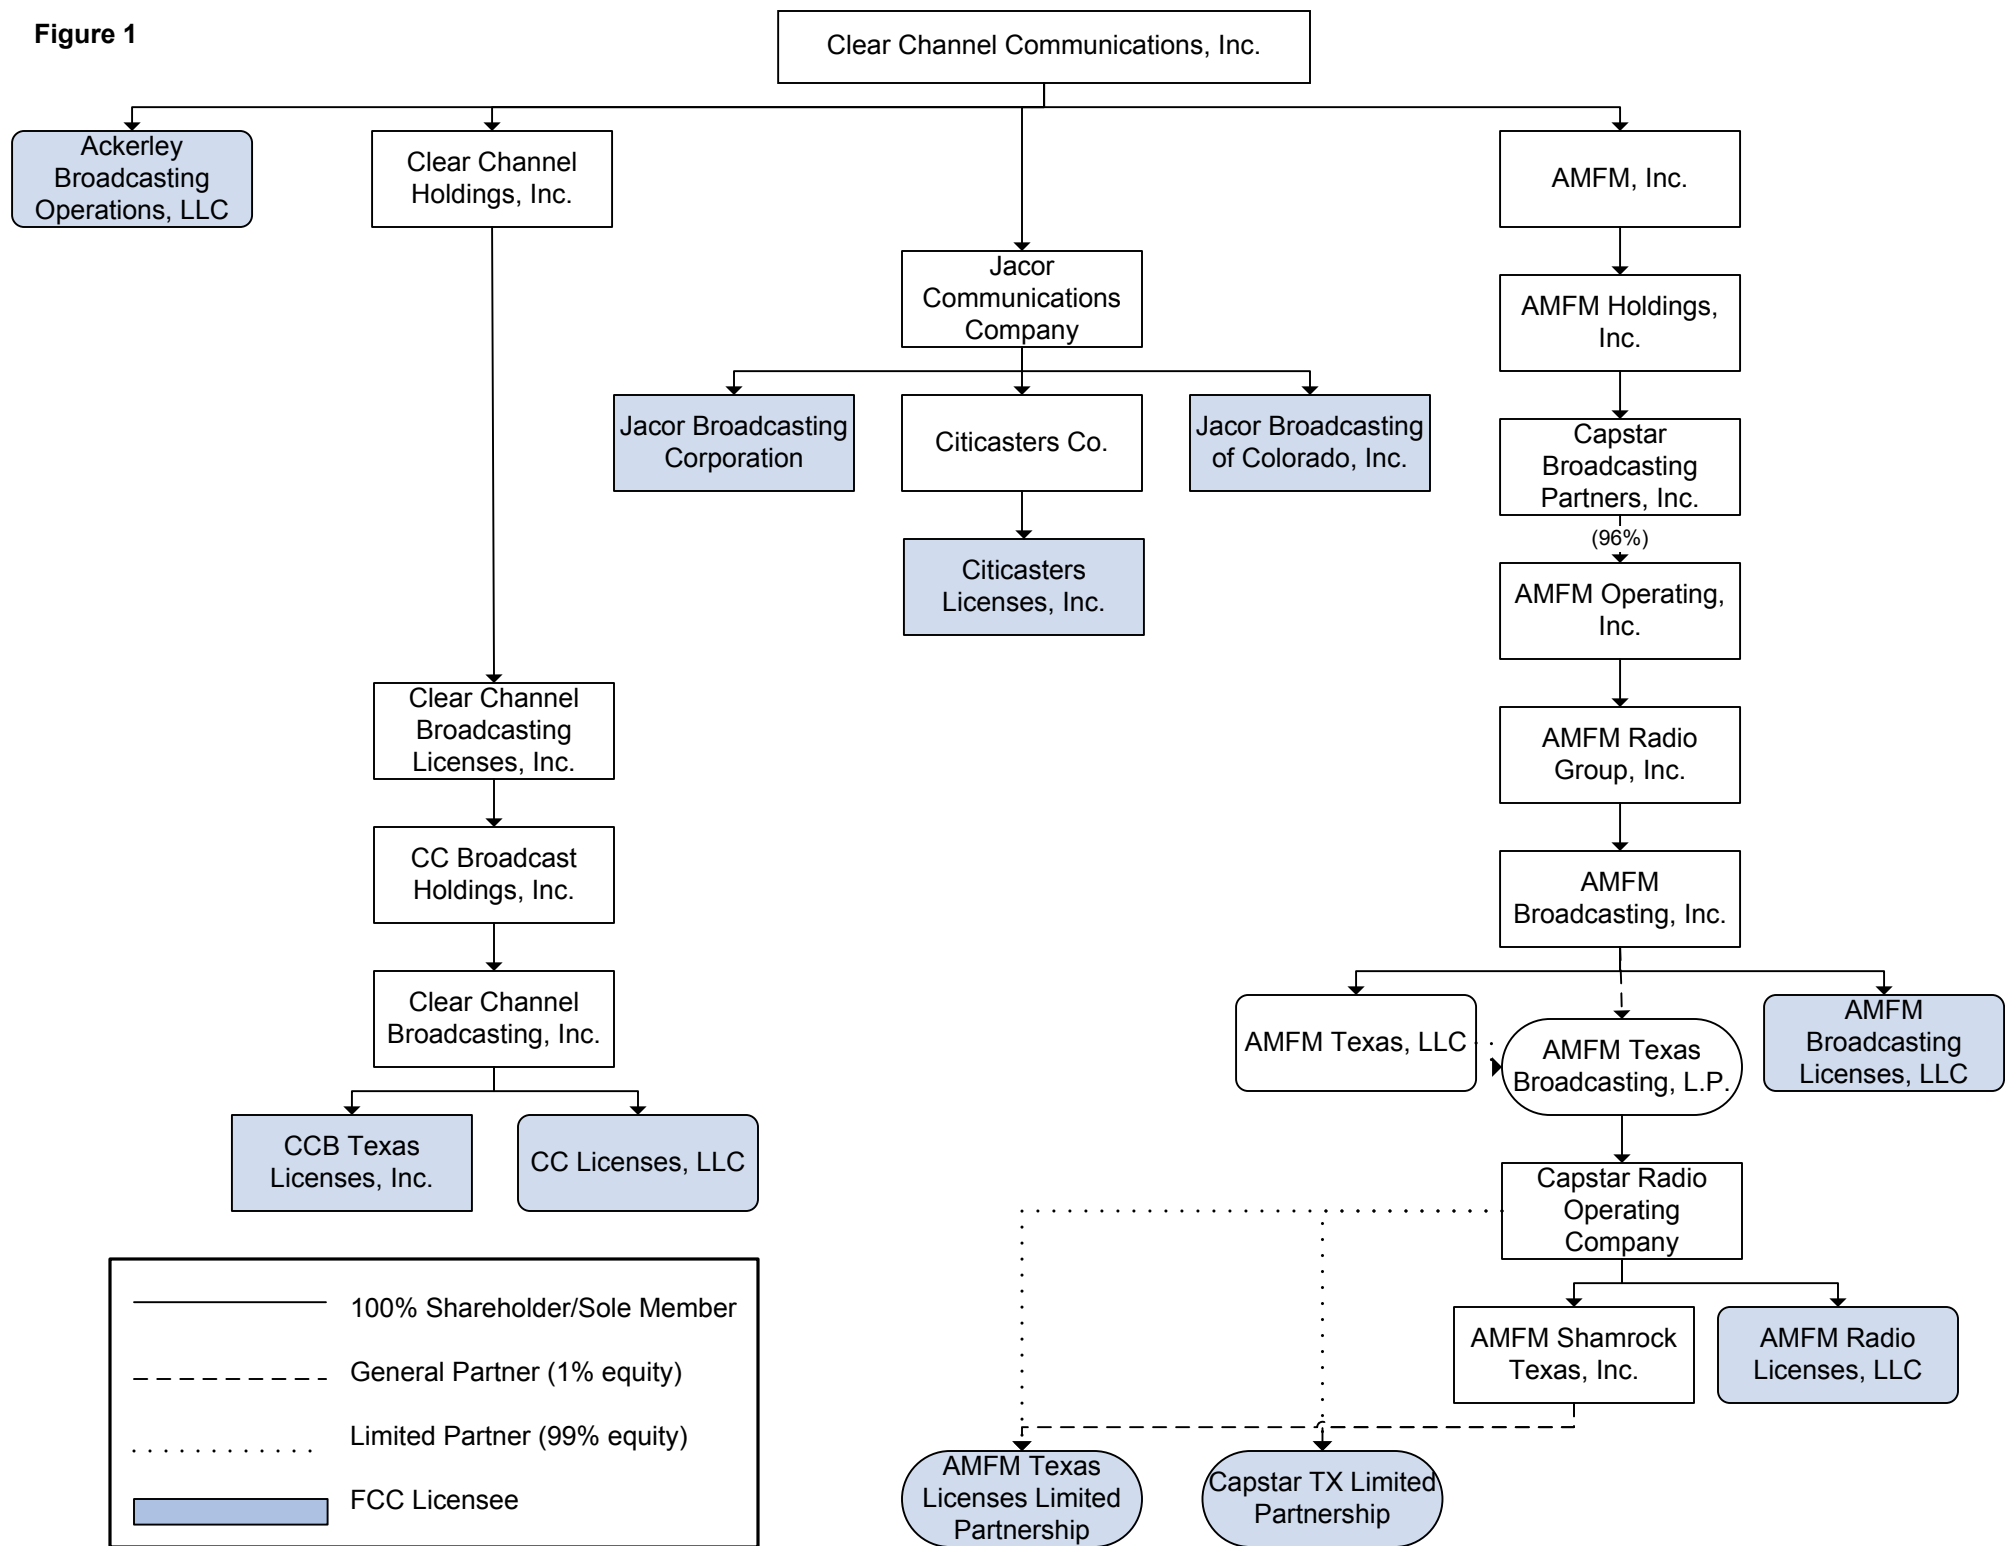 Figure 1
Clear Channel Communications, Inc.
Ackerley
Broadcasting
Operations, LLC
Clear Channel
Holdings, Inc.
AMFM, Inc.
Jacor
Communications
Company
AMFM Holdings,
Inc.
Jacor Broadcasting
Corporation
Citicasters Co.
Jacor Broadcasting
of Colorado, Inc.
Capstar
Broadcasting
Partners, Inc.
(96%)
Citicasters
Licenses, Inc.
AMFM Operating,
Inc.
Clear Channel
Broadcasting
Licenses, Inc.
AMFM Radio
Group, Inc.
CC Broadcast
Holdings, Inc.
AMFM
Broadcasting, Inc.
Clear Channel
Broadcasting, Inc.
AMFM Texas, LLC
AMFM Texas
Broadcasting, L.P.
AMFM
Broadcasting
Licenses, LLC
CCB Texas
Licenses, Inc.
CC Licenses, LLC
Capstar Radio
Operating
Company
AMFM Shamrock
Texas, Inc.
AMFM Radio
Licenses, LLC
AMFM Texas
Licenses Limited
Partnership
Capstar TX Limited
Partnership
100% Shareholder/Sole Member
General Partner (1% equity)
Limited Partner (99% equity)
FCC Licensee